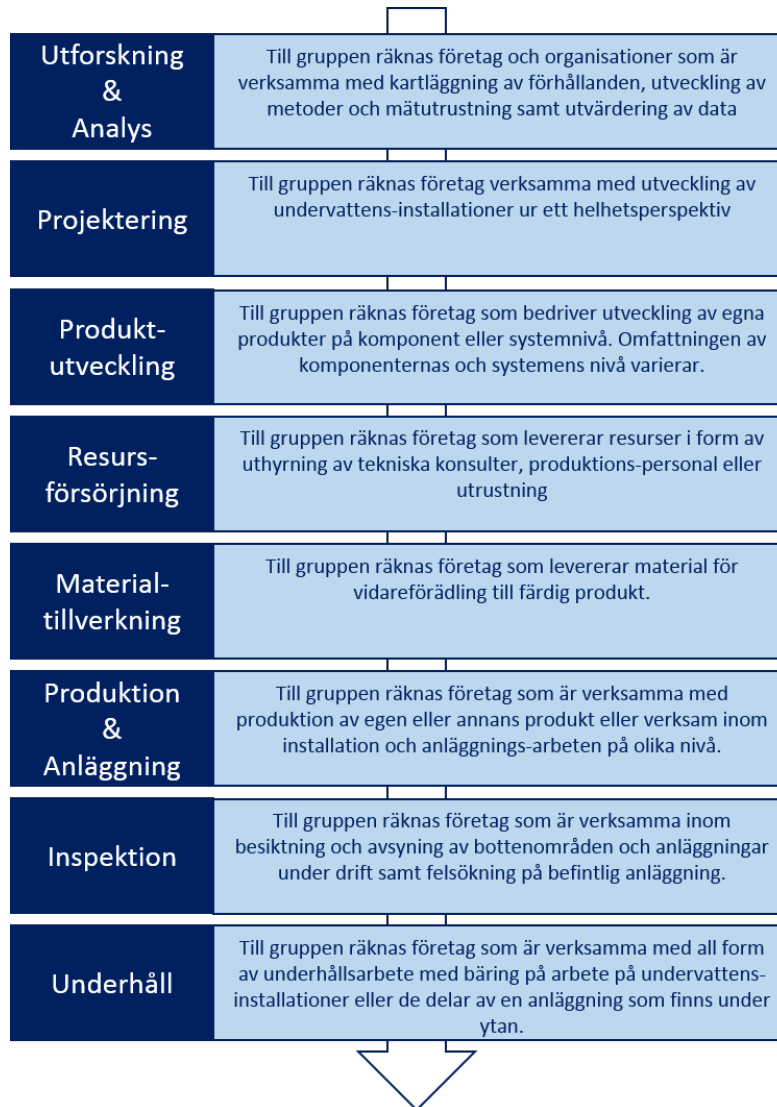 Utforskning
&
Analys
Till gruppen räknas företag och organisationer som är
verksamma med kartläggning av förhållanden, utveckling av
metoder och mätutrustning samt utvärdering av data
Projektering
Till gruppen räknas företag verksamma med utveckling av
undervattens-installationer ur ett helhetsperspektiv
Produkt-
utveckling
Till gruppen räknas företag som bedriver utveckling av egna
produkter på komponent eller systemnivå. Omfattningen av
komponenternas och systemens nivå varierar.
Resurs-
försörjning
Till gruppen räknas företag som levererar resurser i form av
uthyrning av tekniska konsulter, produktions-personal eller
utrustning
Material-
tillverkning
Till gruppen räknas företag som levererar material för
vidareförädling till färdig produkt.
Produktion
&
Anläggning
Till gruppen räknas företag som är verksamma med
produktion av egen eller annans produkt eller verksam inom
installation och anläggnings-arbeten på olika nivå.
Inspektion
Till gruppen räknas företag som är verksamma inom
besiktning och avsyning av bottenområden och anläggningar
under drift samt felsökning på befintlig anläggning.
Underhåll
Till gruppen räknas företag som är verksamma med all form
av underhållsarbete med bäring på arbete på undervattens-
installationer eller de delar av en anläggning som finns under
ytan.